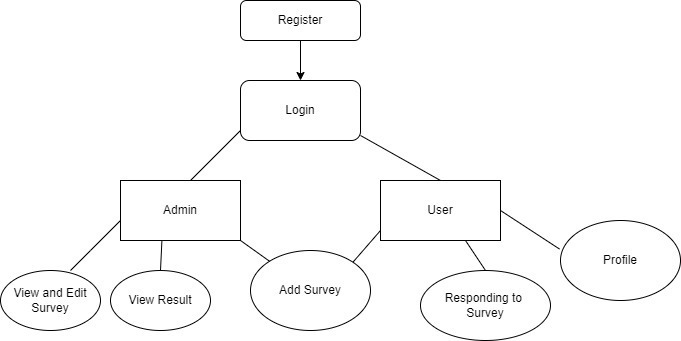 Register
Login
Admin
User
Profile
View and Edit
Survey
View Result
Add Survey
Responding to
Survey